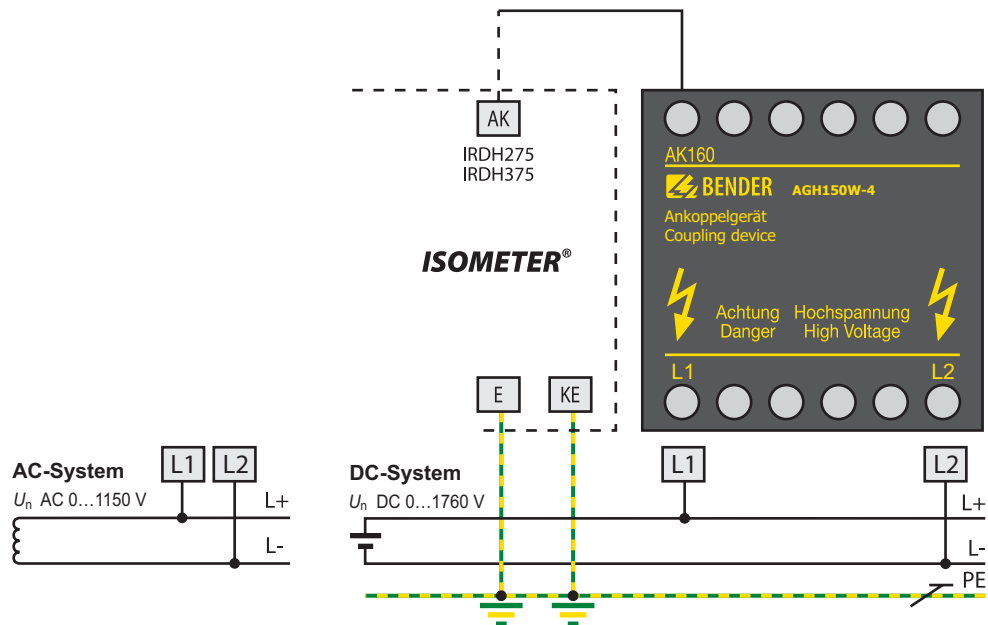 AK
IRDH275
IRDH375
ISOMETER®
E
KE
AK160
BENDER AGH150W-4
Ankoppelgerät
Coupling device
Achtung Hochspannung
Danger High Voltage
L1 L2
AC-System
Un AC 0...1150 V
L1 L2
L+
L-
DC-System
Un DC 0...1760 V
L1 L2
L+
L-
PE